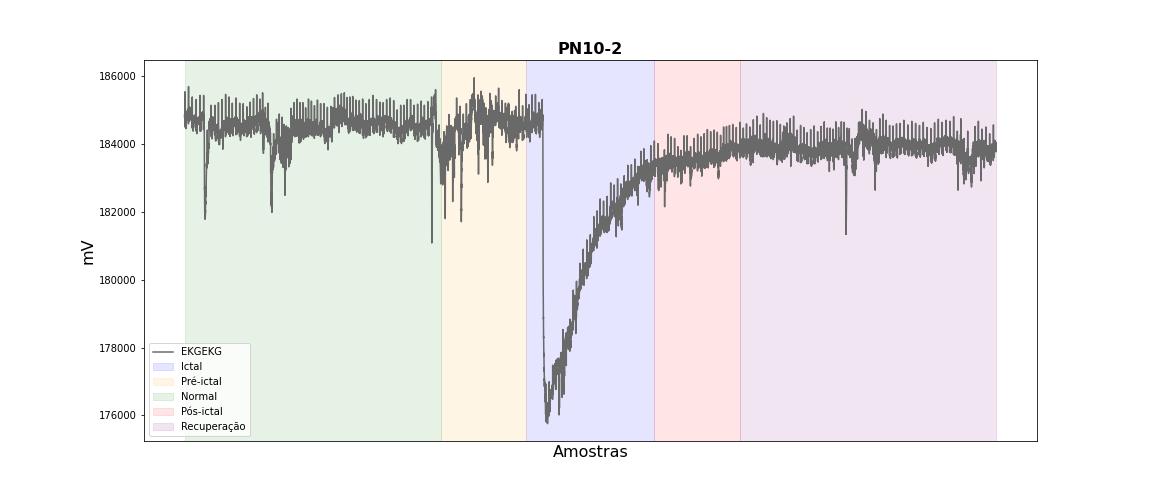 PN10-2
186000
184000
182000
180000
178000
176000
mV
EKGEKG
Ictal
Pré-ictal
Normal
Pós-ictal
Recuperação
Amostras